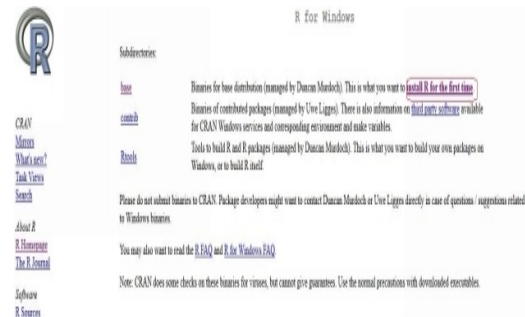 R
R for Windows
Subdirectories:
base
Binaries for base distribution (managed by Duncan Murdoch). This is what you want to install R for the first time.
contrib
Binaries of contributed packages (managed by Uwe Ligges). There is also information on third party software available
for CRAN Windows services and corresponding environment and make variables.
Rtools
Tools to build R and R packages (managed by Duncan Murdoch). This is what you want to build your own packages on
Windows, or to build R itself.
Please do not submit binaries to CRAN. Package developers might want to contact Duncan Murdoch or Uwe Ligges directly in case of questions / suggestions related
to Windows binaries.
You may also want to read the R FAQ and R for Windows FAQ.
Note: CRAN does some checks on these binaries for viruses, but cannot give guarantees. Use the normal precautions with downloaded executables.
CRAN
Mirrors
What's new?
Task Views
Search
About R
R Homepage
The R Journal
Software
R Sources